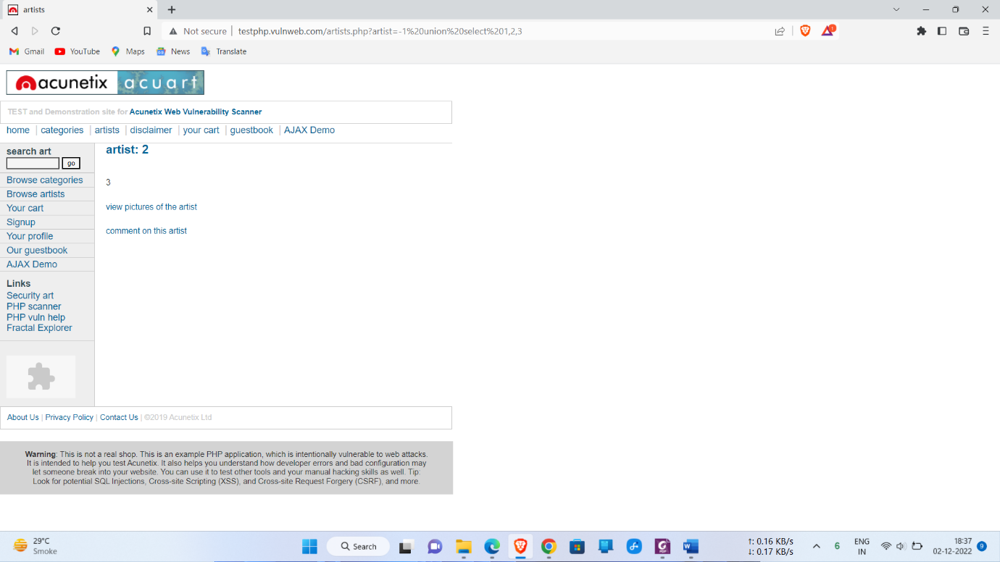 artists
Not secure | testphp.vulnweb.com/artists.php?artist=-1%20union%20select%201,2,3
1
Gmail YouTube Maps News Translate
acunetix acuart
TEST and Demonstration site for Acunetix Web Vulnerability Scanner
home | categories | artists | disclaimer | your cart | guestbook | AJAX Demo
search art
go
Browse categories
Browse artists
Your cart
Signup
Your profile
Our guestbook
AJAX Demo
Links
Security art
PHP scanner
PHP vuln help
Fractal Explorer
artist: 2
3
view pictures of the artist
comment on this artist
About Us | Privacy Policy | Contact Us | ©2019 Acunetix Ltd
Warning: This is not a real shop. This is an example PHP application, which is intentionally vulnerable to web attacks.
It is intended to help you test Acunetix. It also helps you understand how developer errors and bad configuration may
let someone break into your website. You can use it to test other tools and your manual hacking skills as well. Tip:
Look for potential SQL Injections, Cross-site Scripting (XSS), and Cross-site Request Forgery (CSRF), and more.
29°C
Smoke
Search
↑: 0.16 KB/s
↓: 0.17 KB/s
6
ENG
IN
18:37
02-12-2022
9